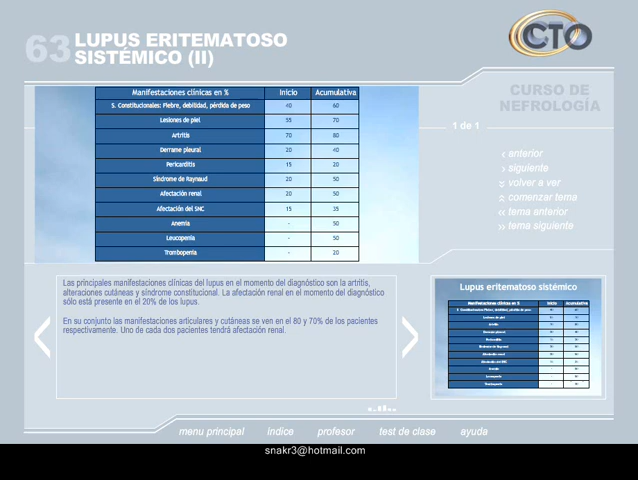 63 LUPUS ERITEMATOSO
SISTÉMICO (II)
CTO
CURSO DE
NEFROLOGÍA
1 de 1
Manifestaciones clínicas en % Inicio Acumulativa
S. Constitucionales: Fiebre, debilidad, pérdida de peso 40 60
Lesiones de piel 55 70
Artritis 70 80
Derrame pleural 20 40
Pericarditis 15 20
Síndrome de Raynaud 20 50
Afectación renal 20 50
Afectación del SNC 15 35
Anemia - 50
Leucopenia - 50
Trombopenia - 20
‹ anterior
› siguiente
volver a ver
comenzar tema
‹‹ tema anterior
›› tema siguiente
Las principales manifestaciones clínicas del lupus en el momento del diagnóstico son la artritis,
alteraciones cutáneas y síndrome constitucional. La afectación renal en el momento del diagnóstico
sólo está presente en el 20% de los lupus.
En su conjunto las manifestaciones articulares y cutáneas se ven en el 80 y 70% de los pacientes
respectivamente. Uno de cada dos pacientes tendrá afectación renal.
Lupus eritematoso sistémico
Manifestaciones clínicas en % Inicio Acumulativa
menu principal índice profesor test de clase ayuda
snakr3@hotmail.com